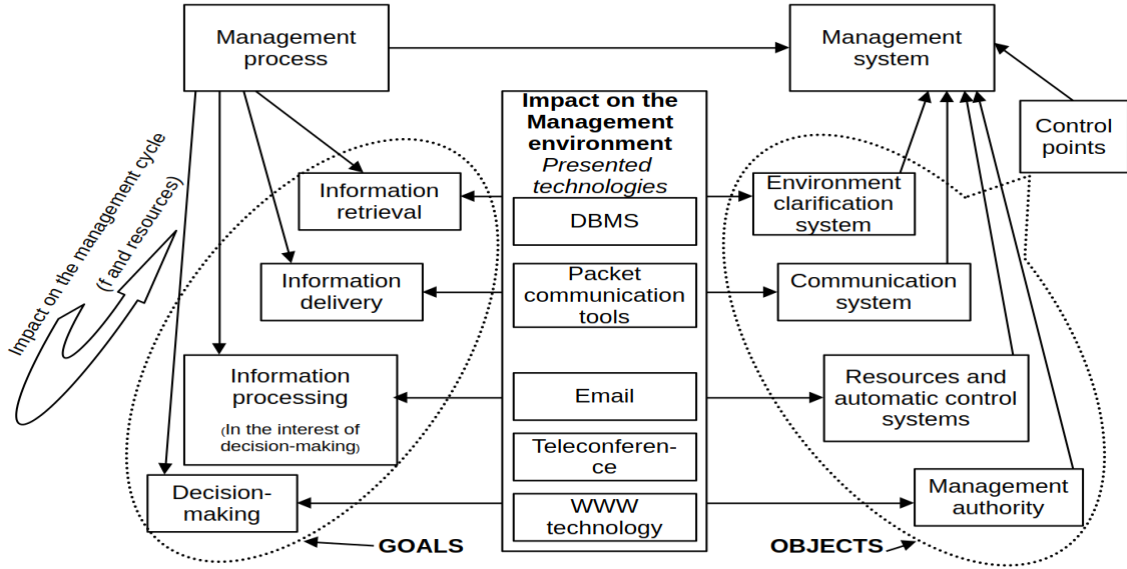 Management
process
Management
system
Impact on the
Management
environment
Presented
technologies
Control
points
Impact on the management cycle
(f and resources)
Information
retrieval
DBMS
Environment
clarification
system
Information
delivery
Packet
communication
tools
Communication
system
Information
processing
(In the interest of
decision-making)
Email
Resources and
automatic control
systems
Teleconferen-
ce
Decision-
making
WWW
technology
Management
authority
GOALS
OBJECTS